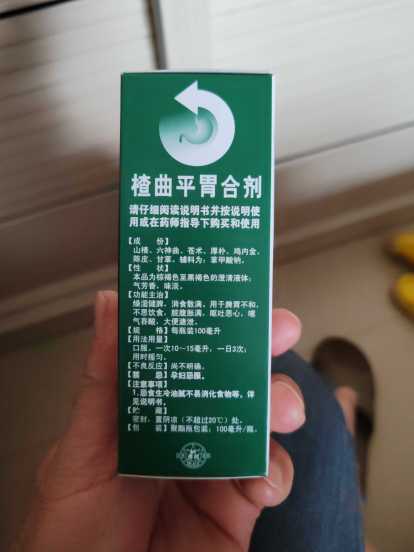 楂曲平胃合剂
请仔细阅读说明书并按说明使
用或在药师指导下购买和使用
【成　　份】
山楂、六神曲、苍术、厚朴、鸡内金、
陈皮、甘草。辅料为：苯甲酸钠。
【性　　状】
本品为棕褐色至黑褐色的澄清液体；
气芳香，味淡。
【功能主治】
燥湿健脾，消食散满。用于脾胃不和，
不思饮食，脘腹胀满，呕吐恶心，嗳
气吞酸，大便溏泄。
【规　　格】每瓶装100毫升
【用法用量】
口服。一次10～15毫升，一日3次；
用时摇匀。
【不良反应】尚不明确。
【禁　　忌】孕妇忌服。
【注意事项】
1.忌食生冷油腻不易消化食物等。详
见说明书。
【贮　　藏】
密封，置阴凉（不超过20℃）处。
【包　　装】聚酯瓶包装；100毫升/瓶。